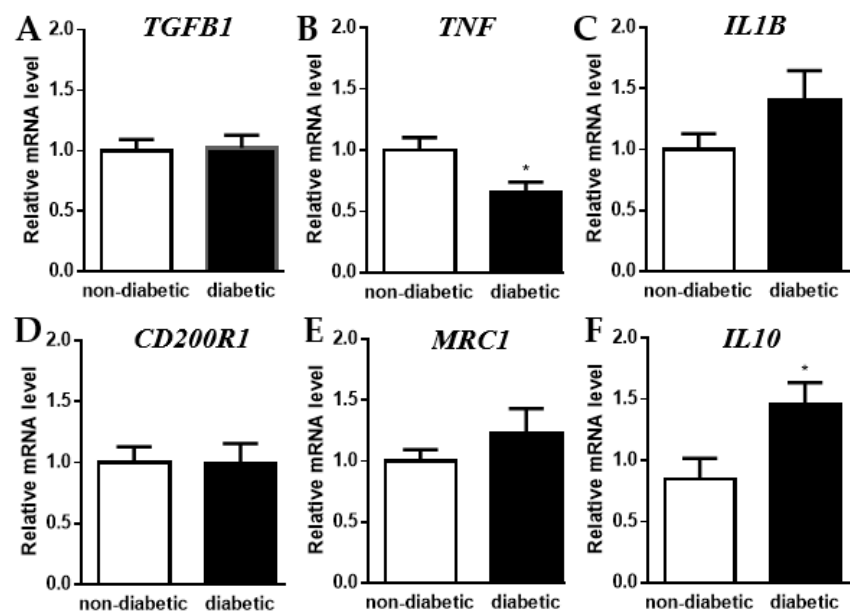 A TGFB1
Relative mRNA level
2.0
1.5
1.0
0.5
0.0
non-diabetic diabetic
B TNF
Relative mRNA level
2.0
1.5
1.0
0.5
0.0
non-diabetic diabetic
*
C IL1B
Relative mRNA level
2.0
1.5
1.0
0.5
0.0
non-diabetic diabetic
D CD200R1
Relative mRNA level
2.0
1.5
1.0
0.5
0.0
non-diabetic diabetic
E MRC1
Relative mRNA level
2.0
1.5
1.0
0.5
0.0
non-diabetic diabetic
F IL10
Relative mRNA level
2.0
1.5
1.0
0.5
0.0
non-diabetic diabetic
*